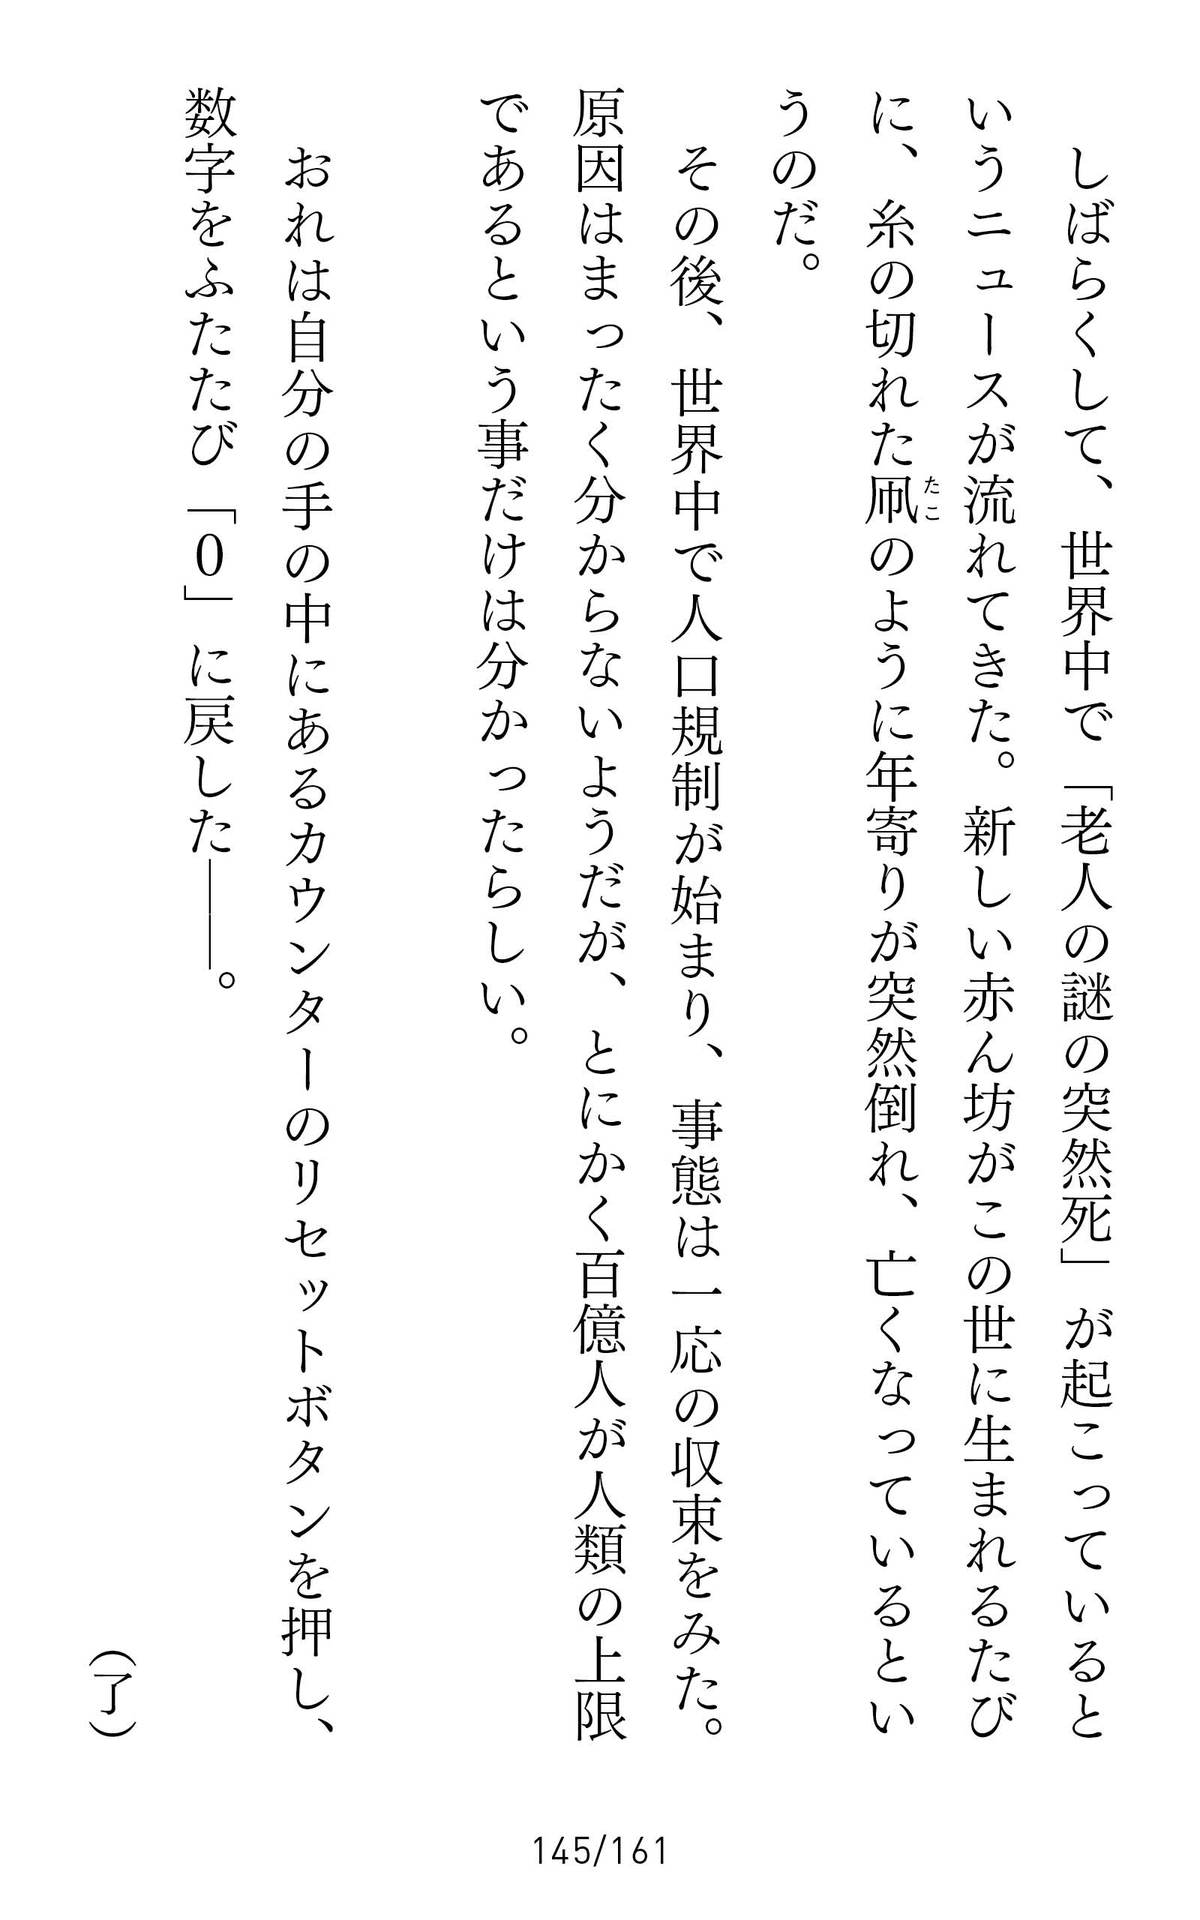 しばらくして、世界中で「老人の謎の突然死」が起こっていると
いうニュースが流れてきた。新しい赤ん坊がこの世に生まれるたび
に、糸の切れた凧のように年寄りが突然倒れ、亡くなっているとい
たこ
うのだ。
その後、世界中で人口規制が始まり、事態は一応の収束をみた。
原因はまったく分からないようだが、とにかく百億人が人類の上限
であるという事だけは分かったらしい。
おれは自分の手の中にあるカウンターのリセットボタンを押し、
数字をふたたび「0」に戻した――。
（了）
145/161